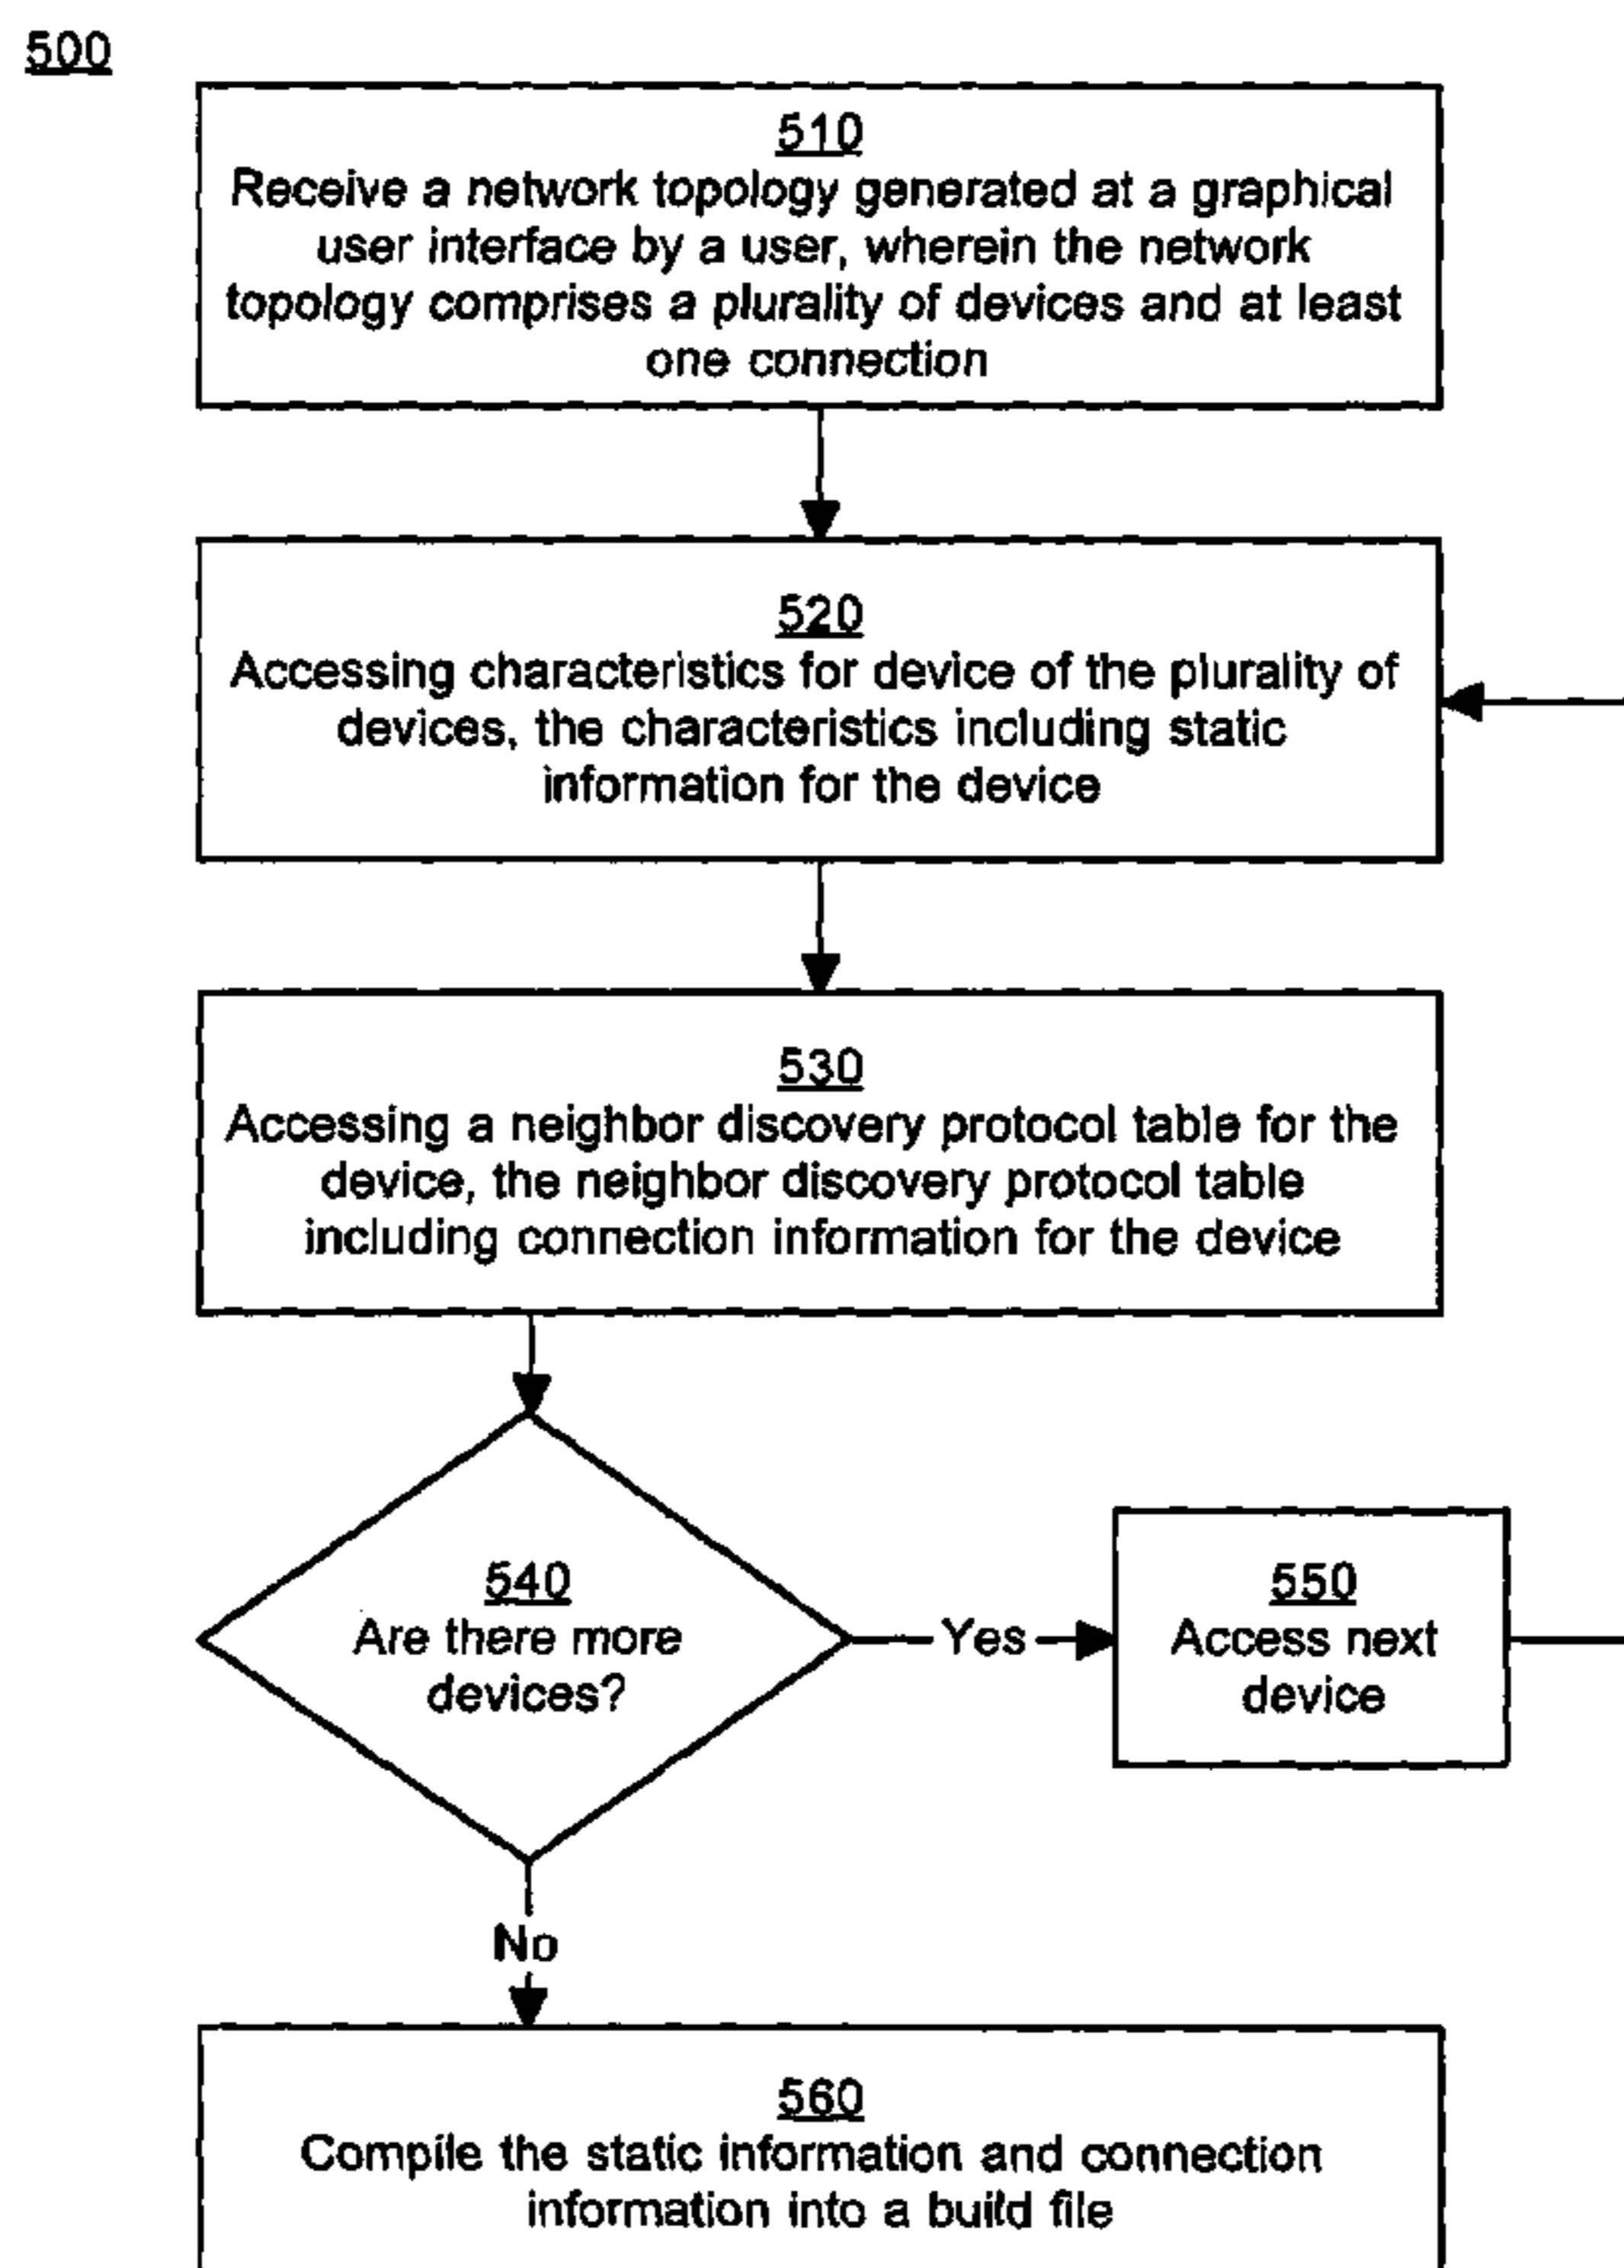 500
510
Receive a network topology generated at a graphical
user interface by a user, wherein the network
topology comprises a plurality of devices and at least
one connection
520
Accessing characteristics for device of the plurality of
devices, the characteristics including static
information for the device
530
Accessing a neighbor discovery protocol table for the
device, the neighbor discovery protocol table
including connection information for the device
540
Are there more
devices?
Yes
550
Access next
device
No
560
Compile the static information and connection
information into a build file